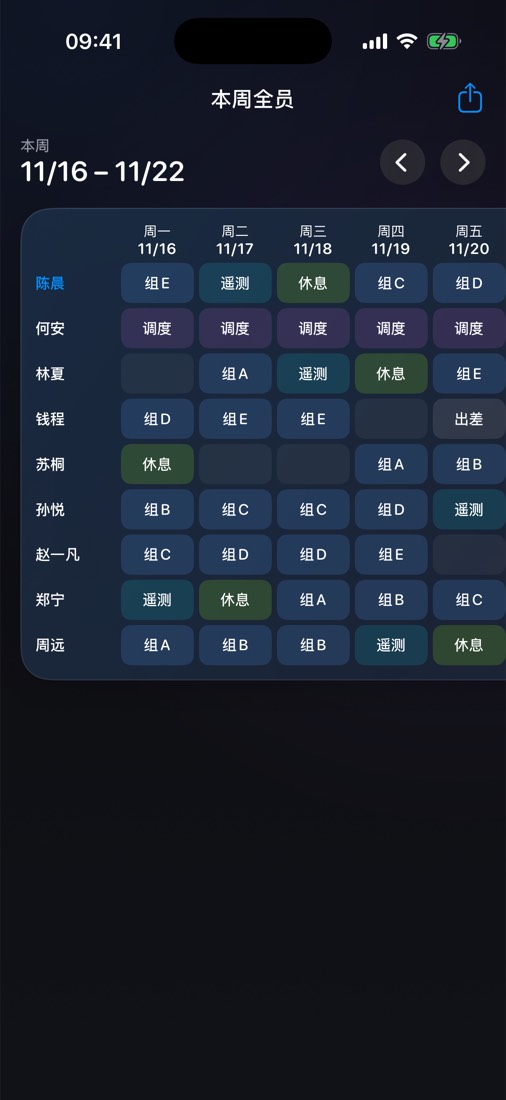 09:41
本周全员
本周
11/16 – 11/22
周一 周二 周三 周四 周五
11/16 11/17 11/18 11/19 11/20
陈晨 组E 遥测 休息 组C 组D
何安 调度 调度 调度 调度 调度
林夏 组A 遥测 休息 组E
钱程 组D 组E 组E 出差
苏桐 休息 组A 组B
孙悦 组B 组C 组C 组D 遥测
赵一凡 组C 组D 组D 组E
郑宁 遥测 休息 组A 组B 组C
周远 组A 组B 组B 遥测 休息